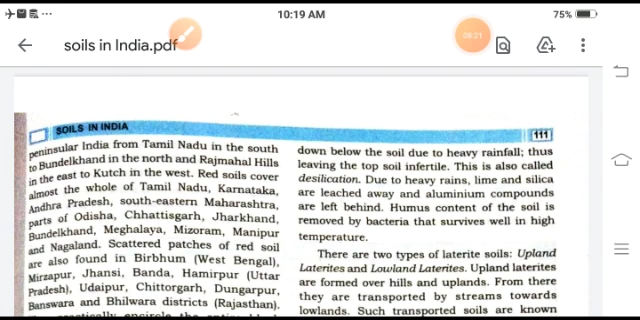 10:19 AM
75%
soils in India.pdf
00:21
SOILS IN INDIA
111
peninsular India from Tamil Nadu in the south
to Bundelkhand in the north and Rajmahal Hills
in the east to Kutch in the west. Red soils cover
almost the whole of Tamil Nadu, Karnataka,
Andhra Pradesh, south-eastern Maharashtra,
parts of Odisha, Chhattisgarh, Jharkhand,
Bundelkhand, Meghalaya, Mizoram, Manipur
and Nagaland. Scattered patches of red soil
are also found in Birbhum (West Bengal),
Mirzapur, Jhansi, Banda, Hamirpur (Uttar
Pradesh), Udaipur, Chittorgarh, Dungarpur,
Banswara and Bhilwara districts (Rajasthan).
down below the soil due to heavy rainfall; thus
leaving the top soil infertile. This is also called
desilication. Due to heavy rains, lime and silica
are leached away and aluminium compounds
are left behind. Humus content of the soil is
removed by bacteria that survives well in high
temperature.
There are two types of laterite soils: Upland
Laterites and Lowland Laterites. Upland laterites
are formed over hills and uplands. From there
they are transported by streams towards
lowlands. Such transported soils are known